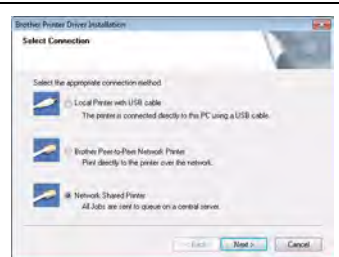 Brother Printer Driver Installation
Select Connection
Select the appropriate connection method
Local Printer with USB cable
The printer is connected directly to this PC using a USB cable.
Brother Peer-to-Peer Network Printer
Print directly to the printer over the network.
Network Shared Printer
All Jobs are sent to queue on a central server.
< Back
Next >
Cancel